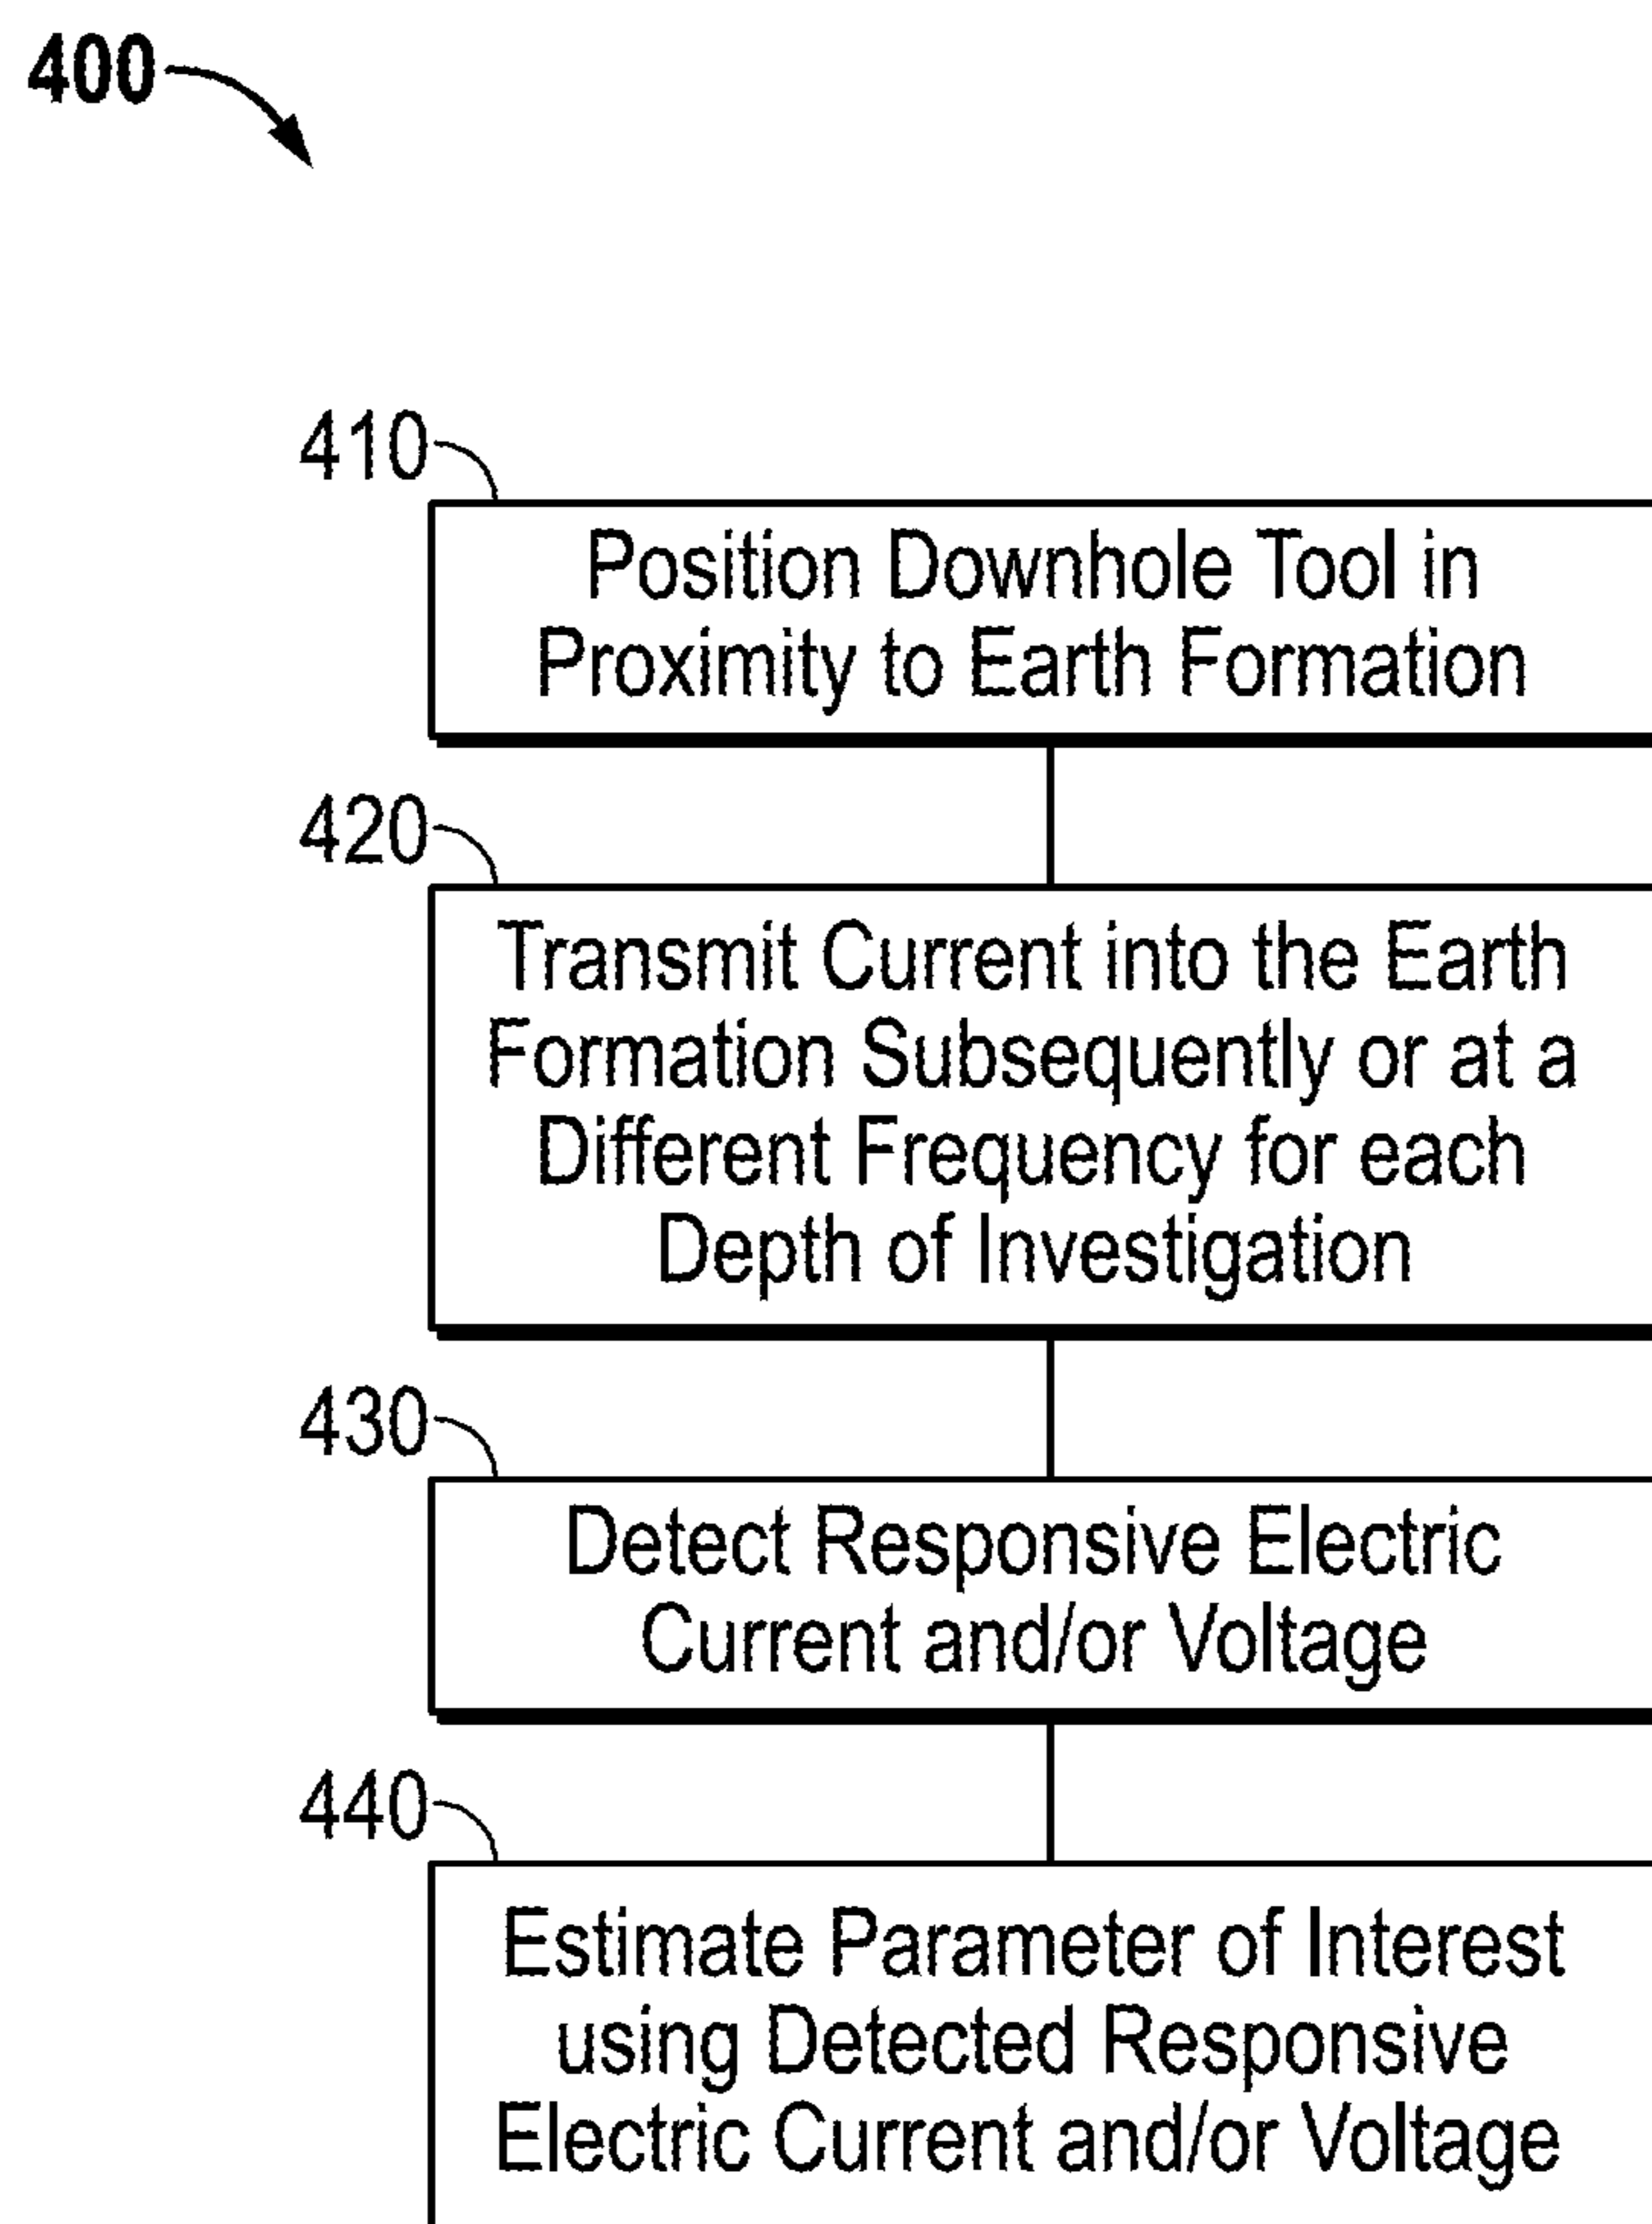 400
410
Position Downhole Tool in
Proximity to Earth Formation
420
Transmit Current into the Earth
Formation Subsequently or at a
Different Frequency for each
Depth of Investigation
430
Detect Responsive Electric
Current and/or Voltage
440
Estimate Parameter of Interest
using Detected Responsive
Electric Current and/or Voltage